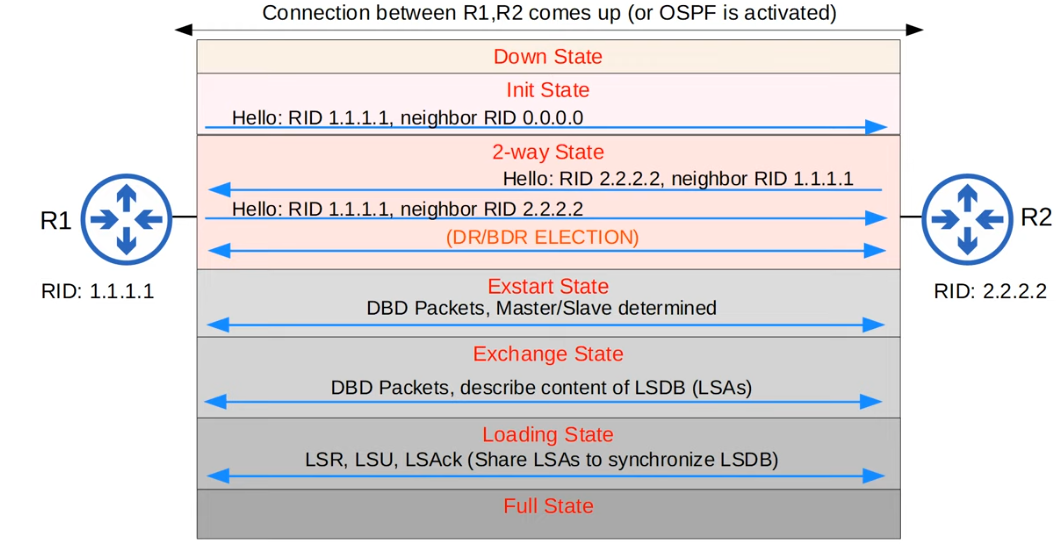 Connection between R1,R2 comes up (or OSPF is activated)
Down State
Init State
Hello: RID 1.1.1.1, neighbor RID 0.0.0.0
2-way State
Hello: RID 2.2.2.2, neighbor RID 1.1.1.1
Hello: RID 1.1.1.1, neighbor RID 2.2.2.2
(DR/BDR ELECTION)
R1
R2
RID: 1.1.1.1
RID: 2.2.2.2
Exstart State
DBD Packets, Master/Slave determined
Exchange State
DBD Packets, describe content of LSDB (LSAs)
Loading State
LSR, LSU, LSAck (Share LSAs to synchronize LSDB)
Full State